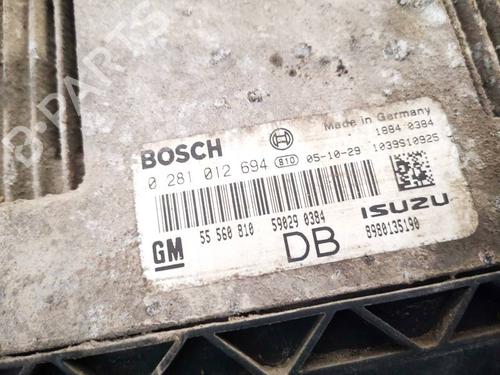 B-PARTS
Made in Germany
1884 0384
BOSCH
0 281 012 694 B10 05-10-29 1039S10925
55 560 810 59029 0384
GM DB ISUZU
8980135190